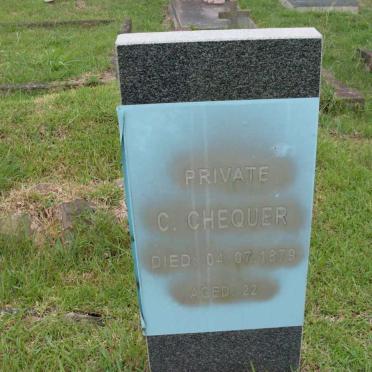 PRIVATE
C. CHEQUER
DIED: 04.07.1879
AGED: 22